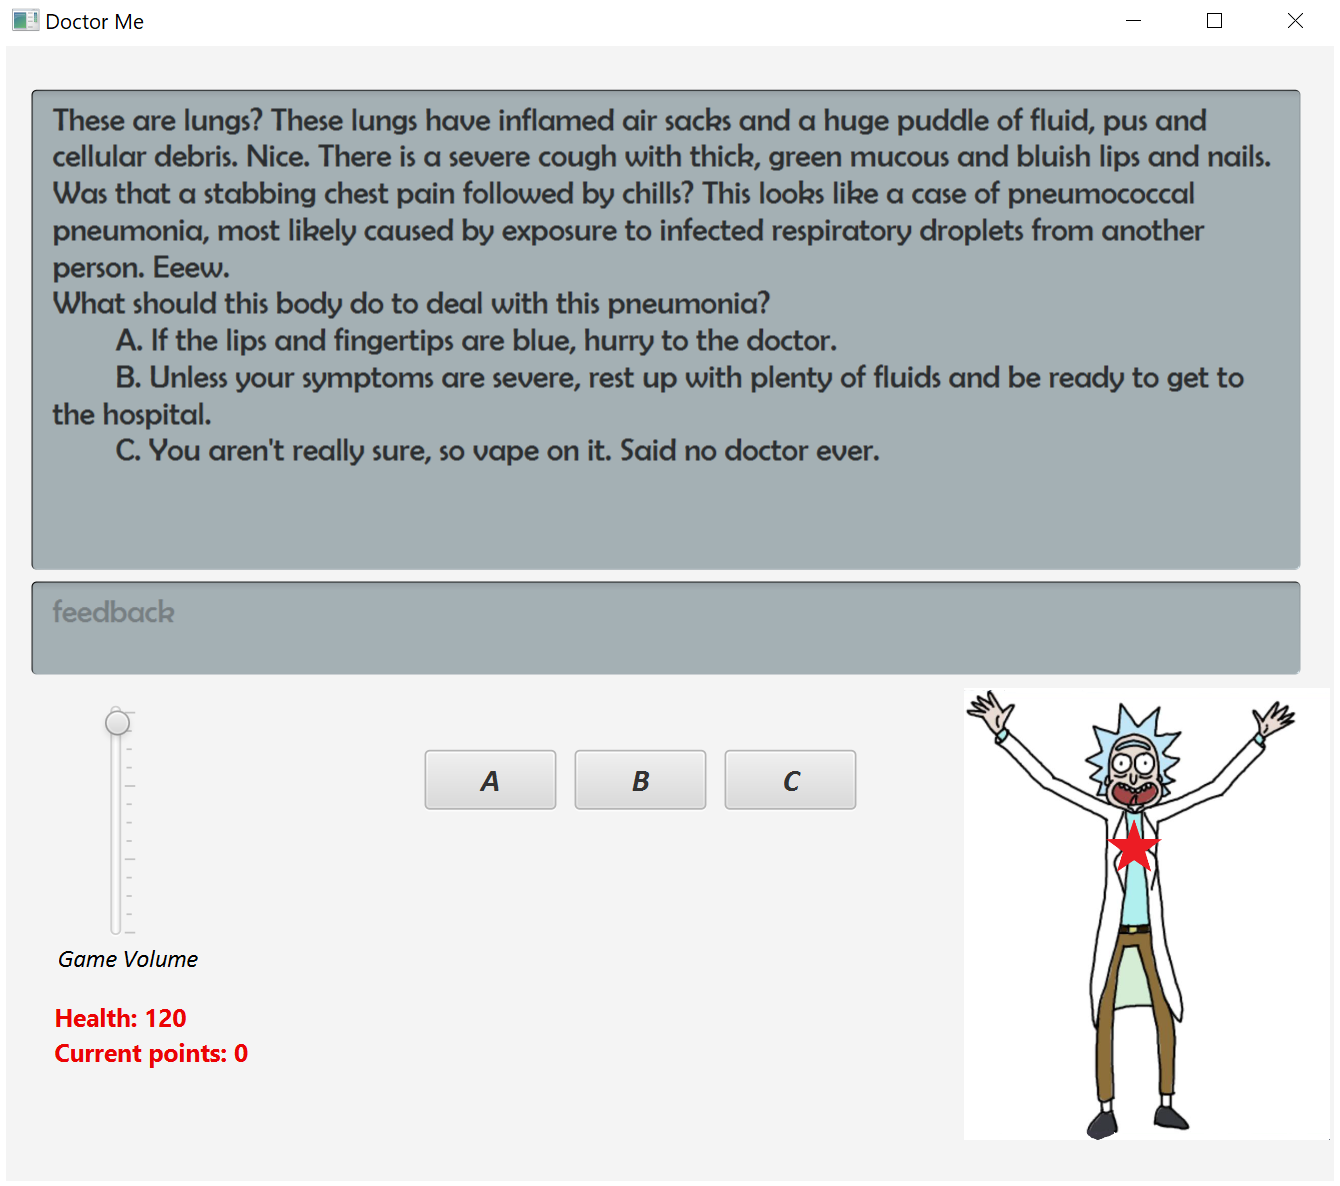 Doctor Me
These are lungs? These lungs have inflamed air sacks and a huge puddle of fluid, pus and
cellular debris. Nice. There is a severe cough with thick, green mucous and bluish lips and nails.
Was that a stabbing chest pain followed by chills? This looks like a case of pneumococcal
pneumonia, most likely caused by exposure to infected respiratory droplets from another
person. Eeew.
What should this body do to deal with this pneumonia?
A. If the lips and fingertips are blue, hurry to the doctor.
B. Unless your symptoms are severe, rest up with plenty of fluids and be ready to get to
the hospital.
C. You aren't really sure, so vape on it. Said no doctor ever.
feedback
A B C
Game Volume
Health: 120
Current points: 0